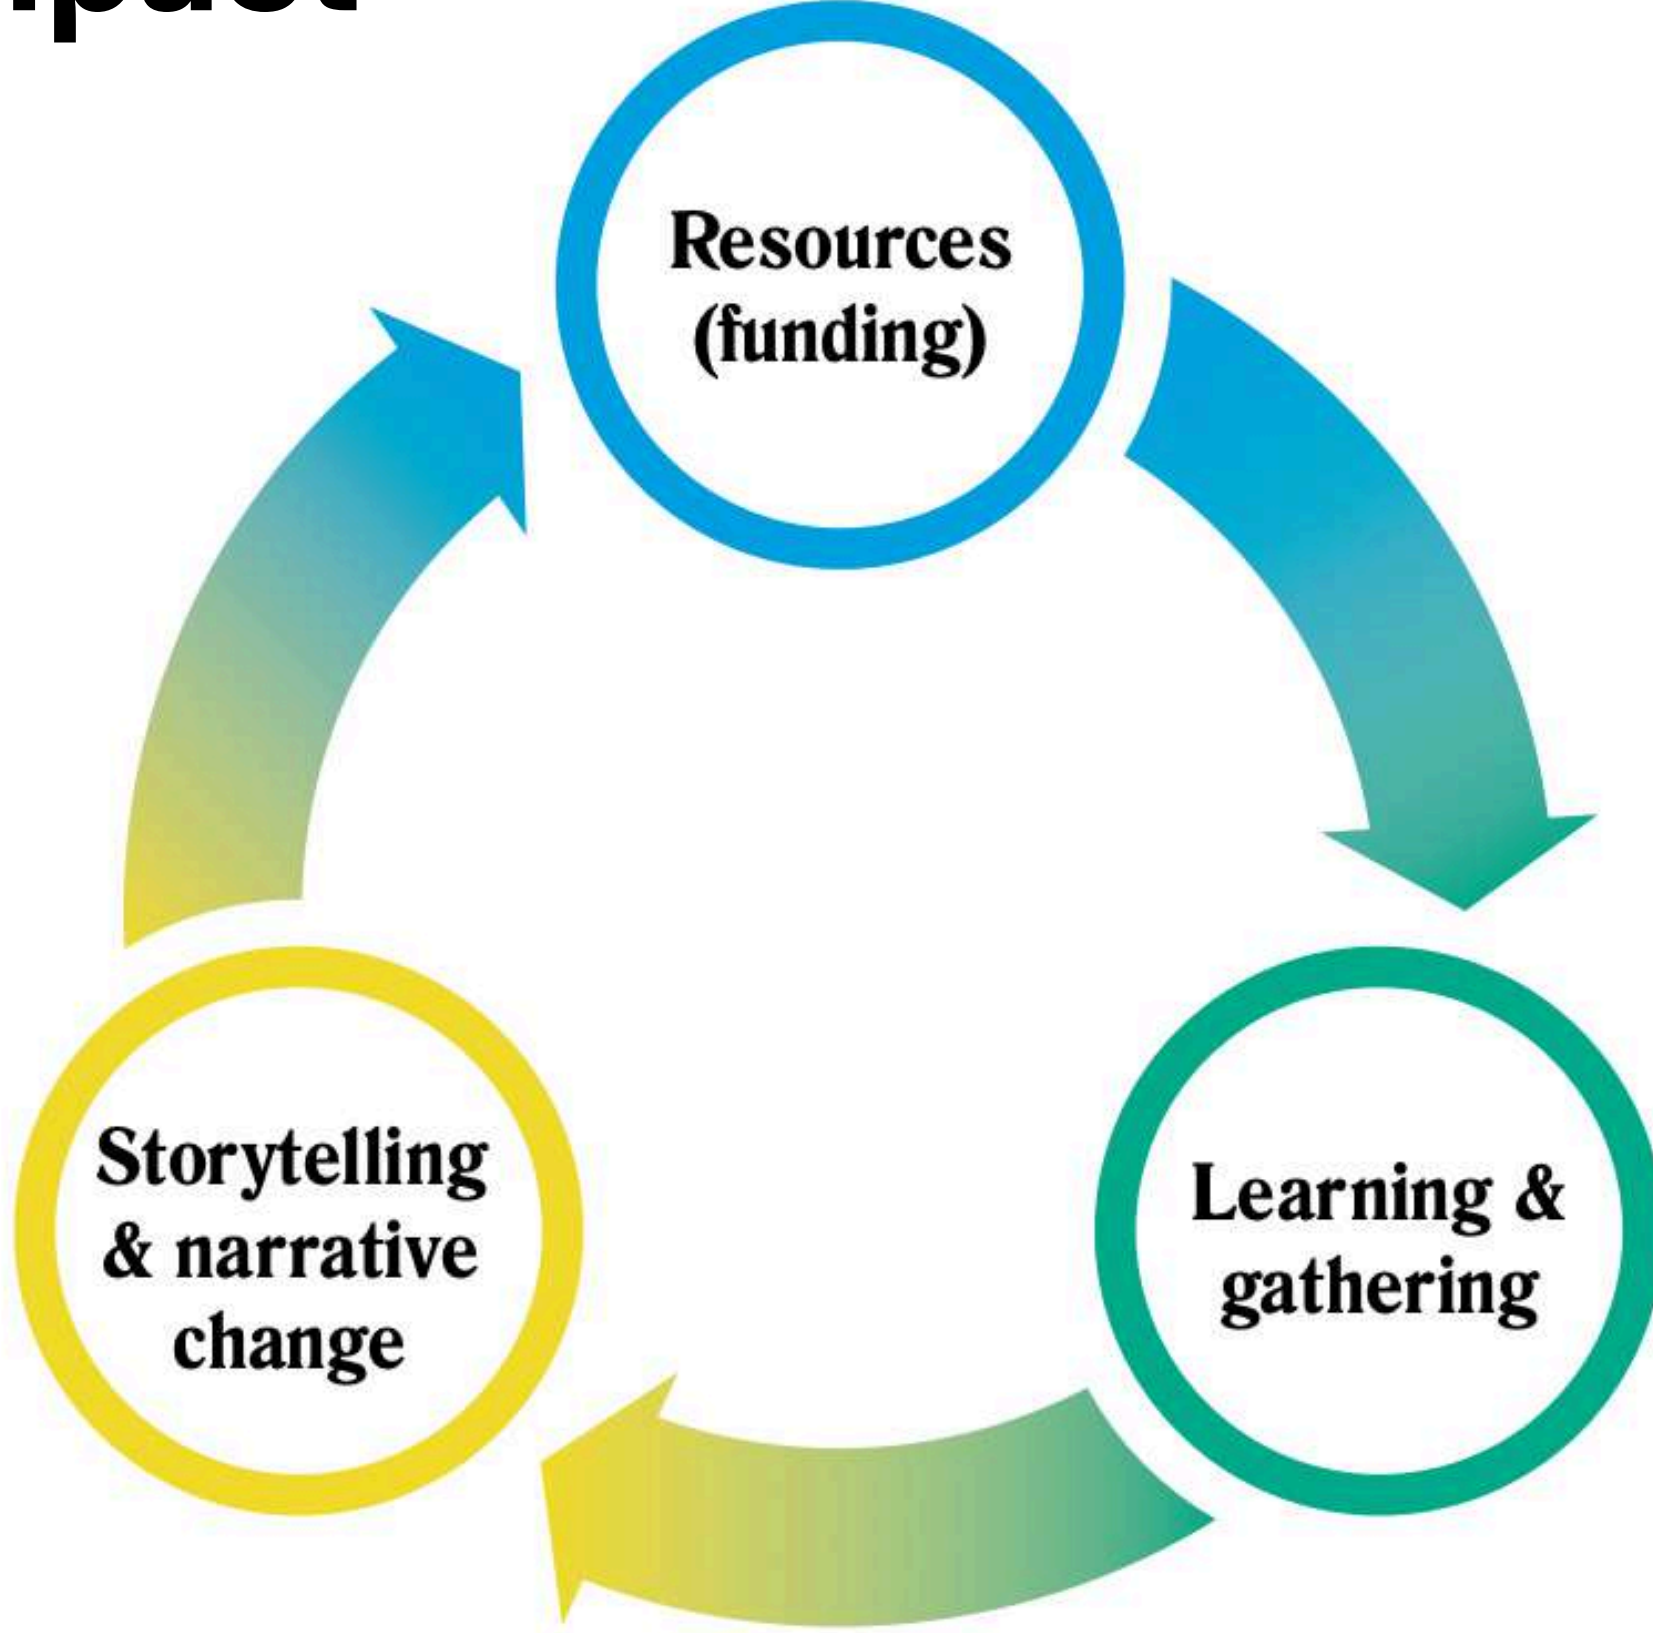 Resources
(funding)
Storytelling
& narrative
change
Learning &
gathering